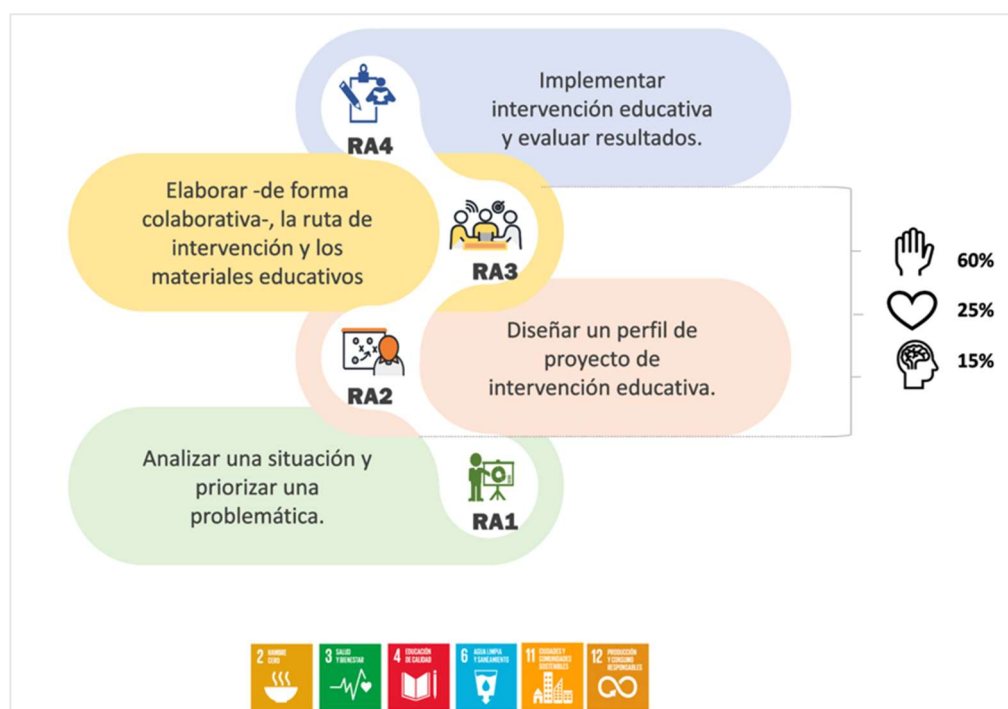 Implementar
intervención educativa
y evaluar resultados.
RA4
Elaborar -de forma
colaborativa-, la ruta de
intervención y los
materiales educativos
RA3
60%
25%
15%
Diseñar un perfil de
proyecto de
intervención educativa.
RA2
Analizar una situación y
priorizar una
problemática.
RA1
2 HAMBRE
CERO
3 SALUD
Y BIENESTAR
4 EDUCACIÓN
DE CALIDAD
6 AGUA LIMPIA
Y SANEAMIENTO
11 CIUDADES Y
COMUNIDADES
SOSTENIBLES
12 PRODUCCIÓN
Y CONSUMO
RESPONSABLES